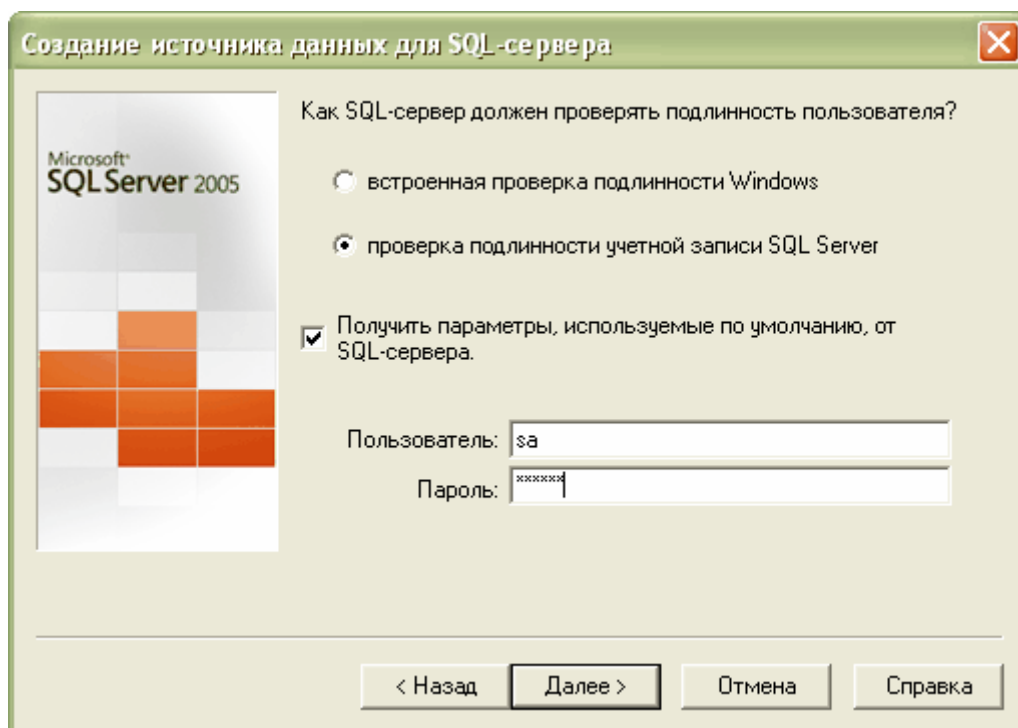 Создание источника данных для SQL-сервера
Microsoft
SQL Server 2005
Как SQL-сервер должен проверять подлинность пользователя?
встроенная проверка подлинности Windows
проверка подлинности учетной записи SQL Server
Получить параметры, используемые по умолчанию, от
SQL-сервера.
Пользователь: sa
Пароль: ******
< Назад Далее > Отмена Справка